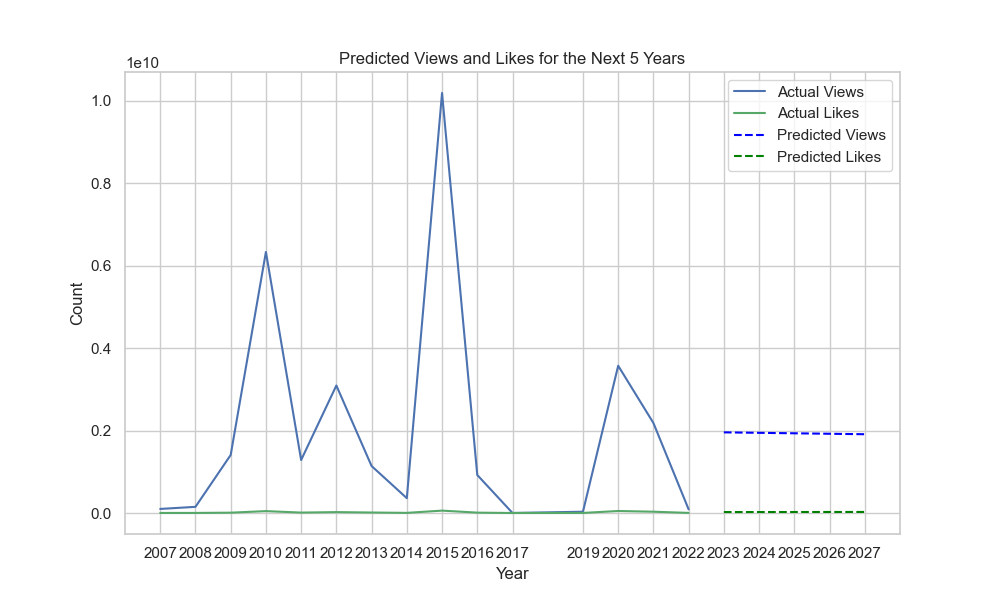 Predicted Views and Likes for the Next 5 Years
1e10
Actual Views
Actual Likes
Predicted Views
Predicted Likes
1.0
0.8
0.6
0.4
0.2
0.0
Count
2007 2008 2009 2010 2011 2012 2013 2014 2015 2016 2017 2019 2020 2021 2022 2023 2024 2025 2026 2027
Year